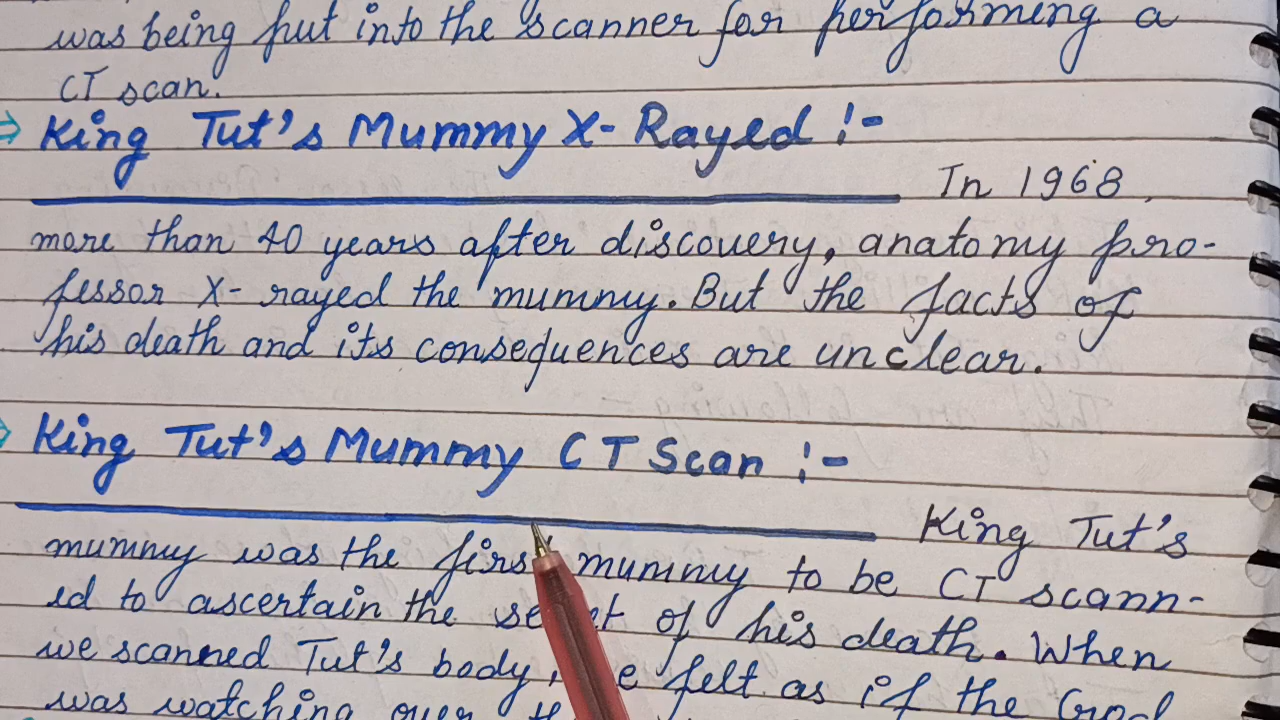 was being put into the scanner for performing a
CT scan.
⇒ King Tut's Mummy X-Rayed :-
In 1968,
more than 40 years after discovery, anatomy pro-
fessor X-rayed the mummy. But the facts of
his death and its consequences are unclear.
King Tut's Mummy CT Scan :-
King Tut's
mummy was the first mummy to be CT scann-
ed to ascertain the of his death. When
we scanned Tut's body, felt as if the God
was watching over